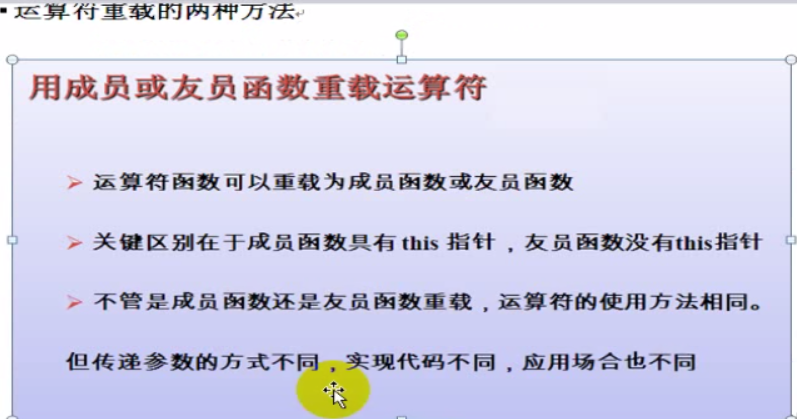 ▪运算符重载的两种方法
用成员或友员函数重载运算符
➢ 运算符函数可以重载为成员函数或友员函数
➢ 关键区别在于成员函数具有 this 指针，友员函数没有this指针
➢ 不管是成员函数还是友员函数重载，运算符的使用方法相同。
但传递参数的方式不同，实现代码不同，应用场合也不同